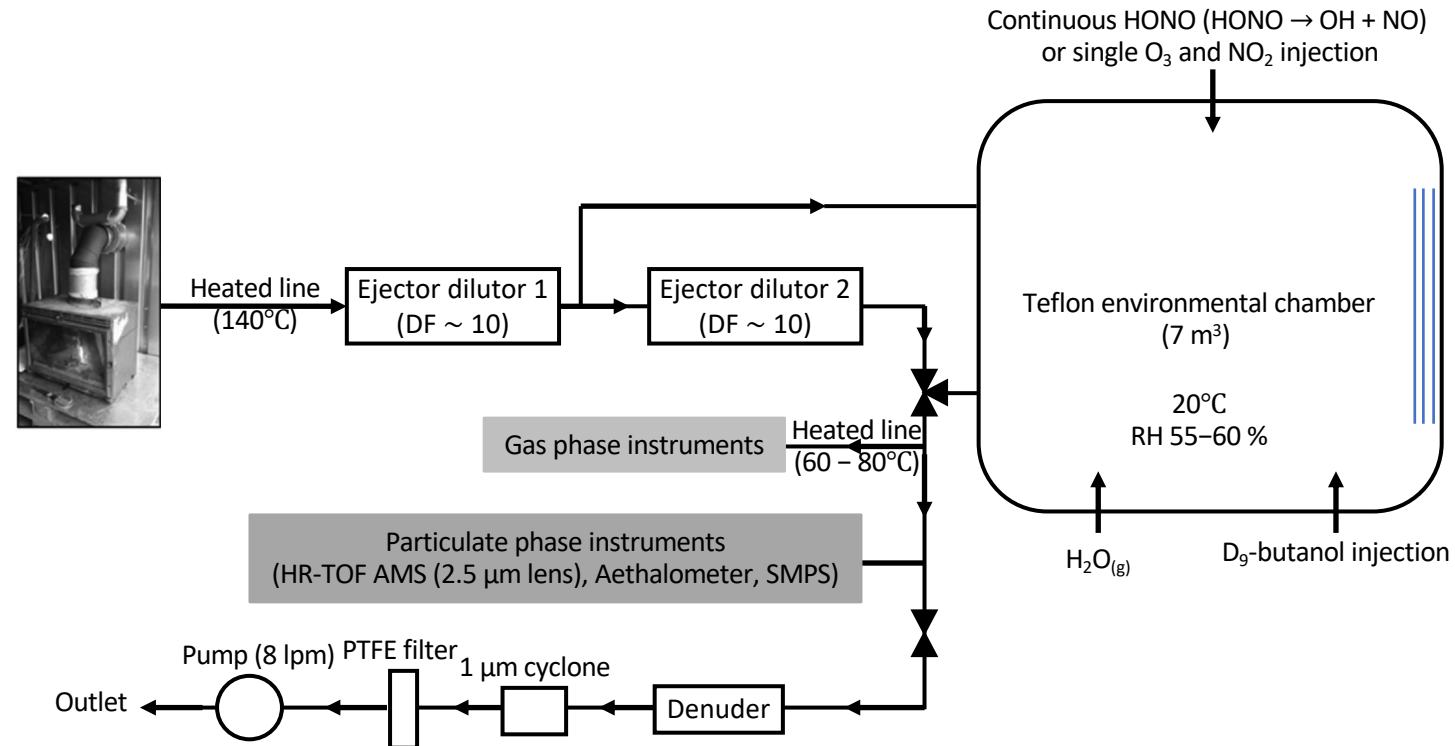 Continuous HONO (HONO → OH + NO)
or single O₃ and NO₂ injection
Heated line
(140℃)
Ejector dilutor 1
(DF ~ 10)
Ejector dilutor 2
(DF ~ 10)
Teflon environmental chamber
(7 m³)
20℃
RH 55−60 %
Gas phase instruments
Heated line
(60 – 80℃)
Particulate phase instruments
(HR-TOF AMS (2.5 µm lens), Aethalometer, SMPS)
H₂O₍g₎
D₉-butanol injection
Outlet
Pump (8 lpm)
PTFE filter
1 µm cyclone
Denuder